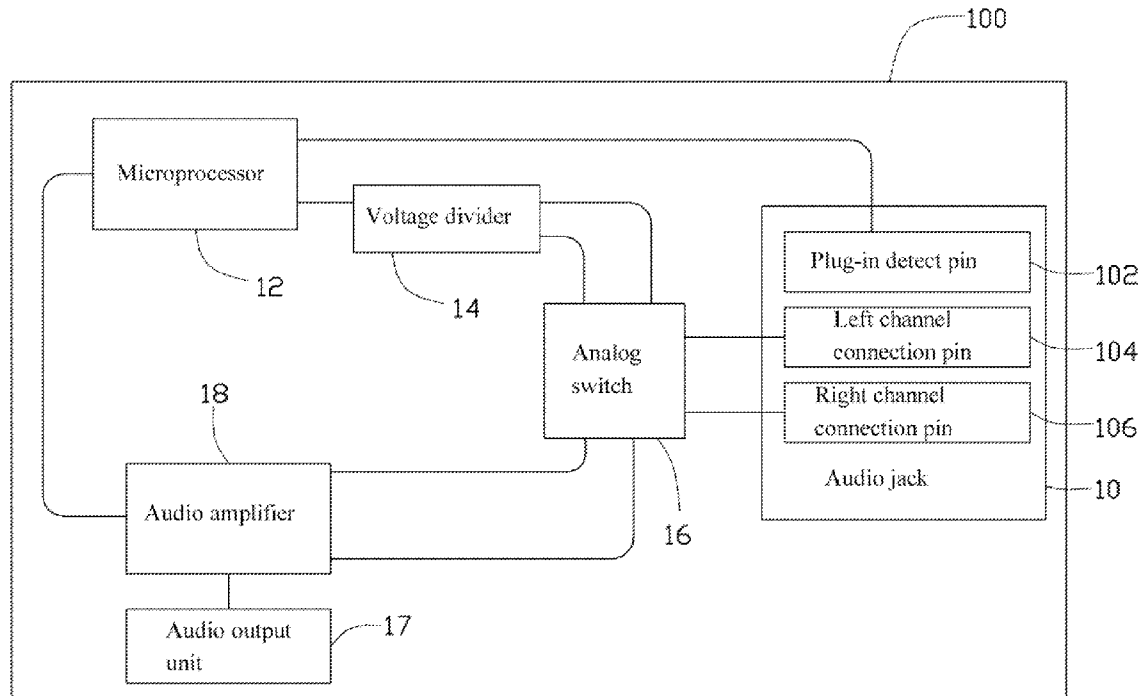 100
Microprocessor
12
Voltage divider
14
Plug-in detect pin
102
Left channel
connection pin
104
Right channel
connection pin
106
Audio jack
10
Analog
switch
16
18
Audio amplifier
Audio output
unit
17